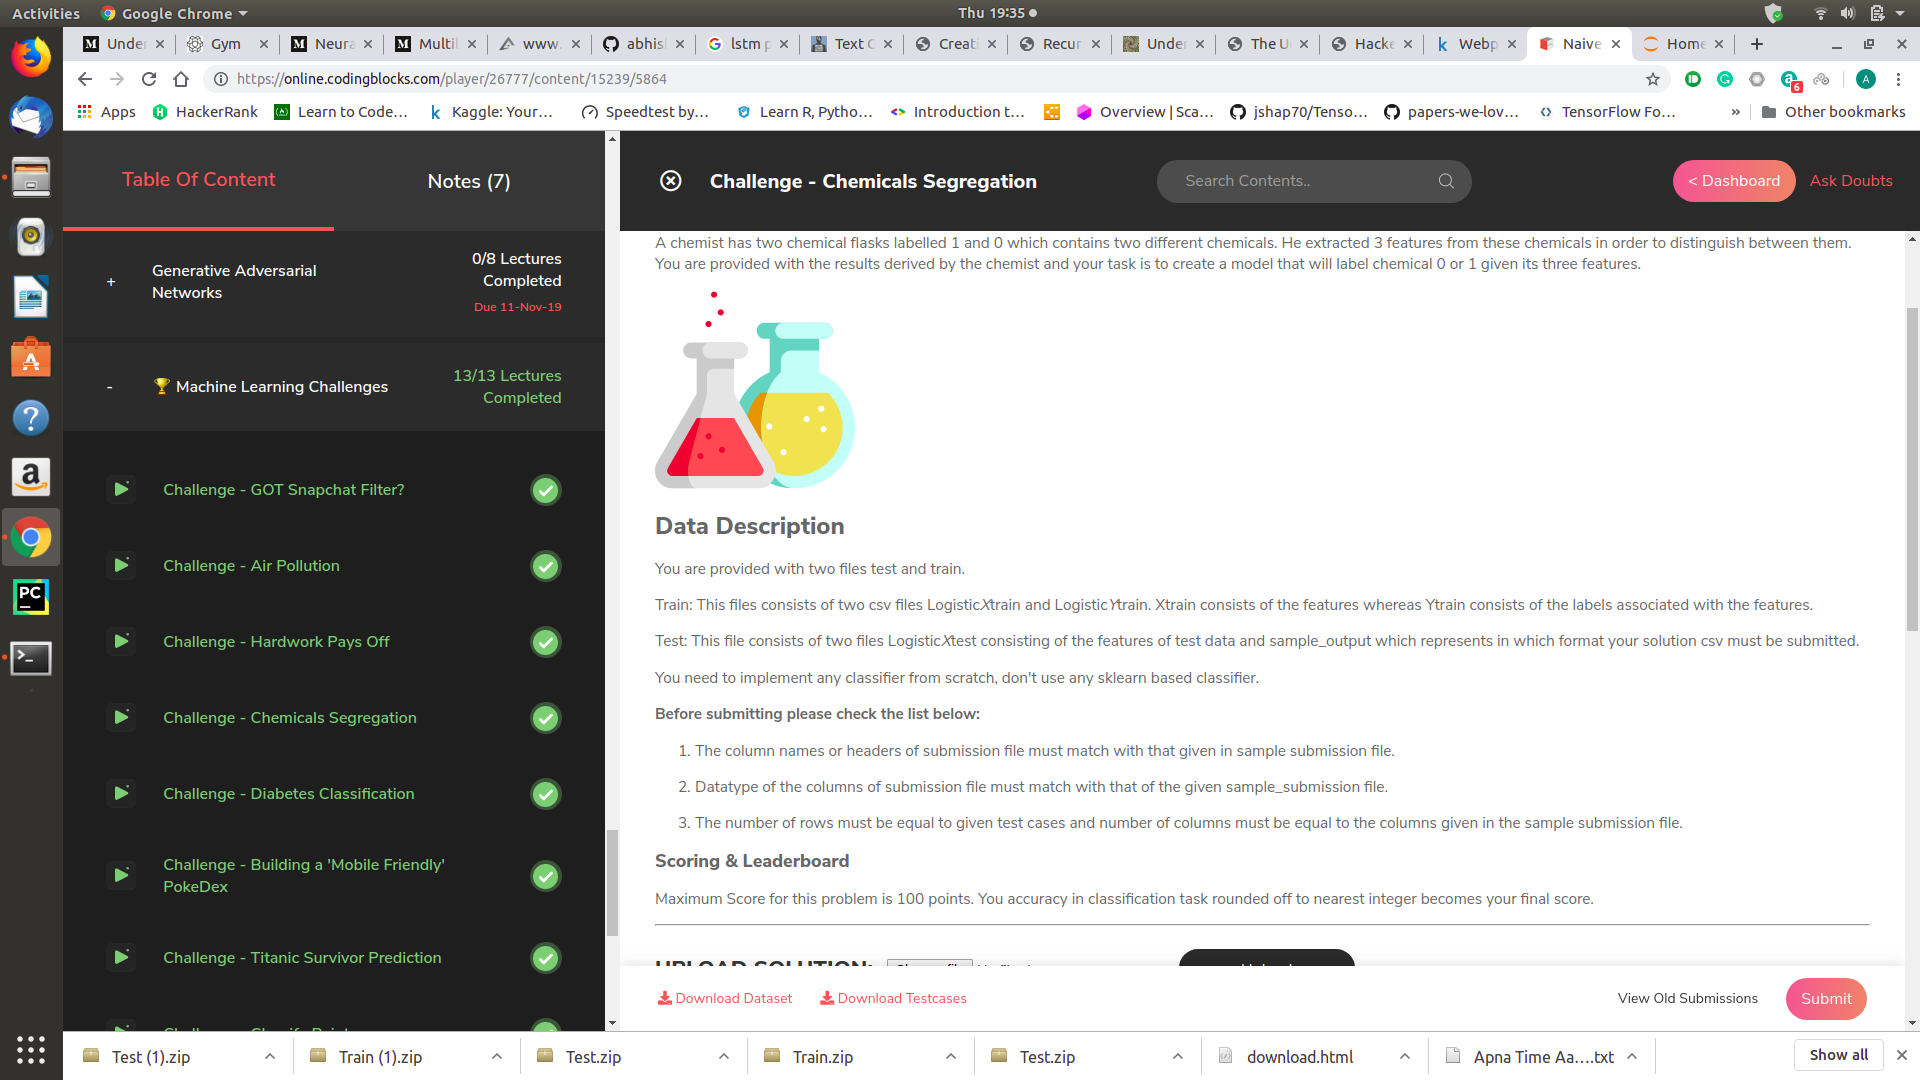 Activities
Google Chrome
Thu 19:35
Under
Gym
Neura
Multil
www.
abhis
lstm p
Text C
Creat
Recur
Under
The U
Hacke
Webp
Naive
Home
https://online.codingblocks.com/player/26777/content/15239/5864
6
A
Apps
HackerRank
Learn to Code...
Kaggle: Your...
Speedtest by...
Learn R, Pytho...
Introduction t...
Overview | Sca...
jshap70/Tenso...
papers-we-lov...
TensorFlow Fo...
»
Other bookmarks
Table Of Content
Notes (7)
Challenge - Chemicals Segregation
Search Contents..
< Dashboard
Ask Doubts
+
Generative Adversarial
Networks
0/8 Lectures
Completed
Due 11-Nov-19
-
Machine Learning Challenges
13/13 Lectures
Completed
Challenge - GOT Snapchat Filter?
Challenge - Air Pollution
Challenge - Hardwork Pays Off
Challenge - Chemicals Segregation
Challenge - Diabetes Classification
Challenge - Building a 'Mobile Friendly'
PokeDex
Challenge - Titanic Survivor Prediction
A chemist has two chemical flasks labelled 1 and 0 which contains two different chemicals. He extracted 3 features from these chemicals in order to distinguish between them.
You are provided with the results derived by the chemist and your task is to create a model that will label chemical 0 or 1 given its three features.
Data Description
You are provided with two files test and train.
Train: This files consists of two csv files LogisticXtrain and LogisticYtrain. Xtrain consists of the features whereas Ytrain consists of the labels associated with the features.
Test: This file consists of two files LogisticXtest consisting of the features of test data and sample_output which represents in which format your solution csv must be submitted.
You need to implement any classifier from scratch, don't use any sklearn based classifier.
Before submitting please check the list below:
1. The column names or headers of submission file must match with that given in sample submission file.
2. Datatype of the columns of submission file must match with that of the given sample_submission file.
3. The number of rows must be equal to given test cases and number of columns must be equal to the columns given in the sample submission file.
Scoring & Leaderboard
Maximum Score for this problem is 100 points. You accuracy in classification task rounded off to nearest integer becomes your final score.
UPLOAD SOLUTION:
Download Dataset
Download Testcases
View Old Submissions
Submit
Test (1).zip
Train (1).zip
Test.zip
Train.zip
Test.zip
download.html
Apna Time Aa....txt
Show all
PC